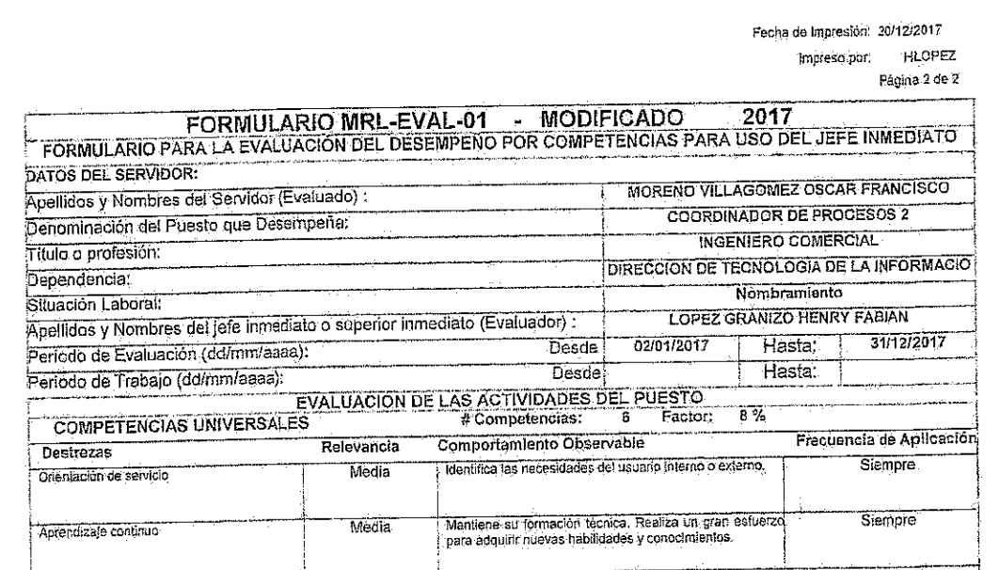 Fecha de Impresión: 20/12/2017
Impreso por: HLOPEZ
Página 2 de 2
FORMULARIO MRL-EVAL-01 - MODIFICADO 2017
FORMULARIO PARA LA EVALUACIÓN DEL DESEMPEÑO POR COMPETENCIAS PARA USO DEL JEFE INMEDIATO
DATOS DEL SERVIDOR:
Apellidos y Nombres del Servidor (Evaluado) : MORENO VILLAGOMEZ OSCAR FRANCISCO
Denominación del Puesto que Desempeña: COORDINADOR DE PROCESOS 2
Título o profesión: INGENIERO COMERCIAL
Dependencia: DIRECCION DE TECNOLOGIA DE LA INFORMACIO
Situación Laboral: Nombramiento
Apellidos y Nombres del jefe inmediato o superior inmediato (Evaluador) : LOPEZ GRANIZO HENRY FABIAN
Periodo de Evaluación (dd/mm/aaaa): Desde 02/01/2017 Hasta: 31/12/2017
Periodo de Trabajo (dd/mm/aaaa): Desde Hasta:
EVALUACION DE LAS ACTIVIDADES DEL PUESTO
COMPETENCIAS UNIVERSALES # Competencias: 6 Factor: 8 %
Destrezas Relevancia Comportamiento Observable Frecuencia de Aplicación
Orientación de servicio Media Identifica las necesidades del usuario interno o externo. Siempre
Aprendizaje continuo Media Mantiene su formación técnica. Realiza un gran esfuerzo Siempre
para adquirir nuevas habilidades y conocimientos.